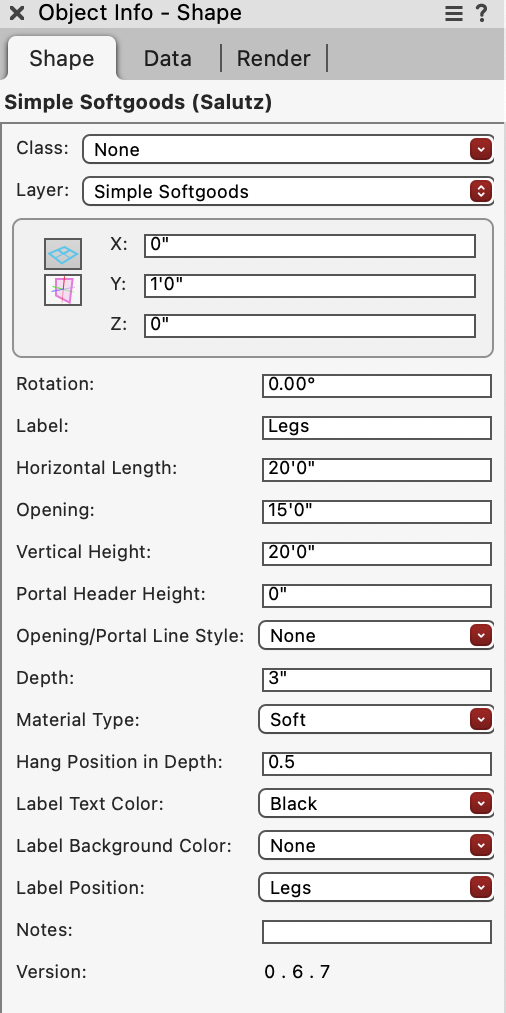 Object Info - Shape ?
Shape Data Render
Simple Softgoods (Salutz)
Class: None
Layer: Simple Softgoods
X: 0"
Y: 1'0"
Z: 0"
Rotation: 0.00°
Label: Legs
Horizontal Length: 20'0"
Opening: 15'0"
Vertical Height: 20'0"
Portal Header Height: 0"
Opening/Portal Line Style: None
Depth: 3"
Material Type: Soft
Hang Position in Depth: 0.5
Label Text Color: Black
Label Background Color: None
Label Position: Legs
Notes:
Version: 0 . 6 . 7